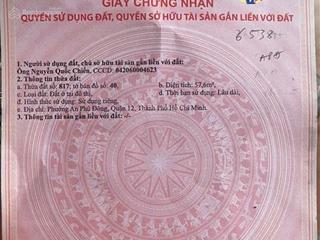 GIẤY CHỨNG NHẬN
QUYỀN SỬ DỤNG ĐẤT, QUYỀN SỞ HỮU TÀI SẢN GẮN LIỀN VỚI ĐẤT
6538
1. Người sử dụng đất, chủ sở hữu tài sản gắn liền với đất:
Ông Nguyễn Quốc Chiến, CCCD: 042060004623
2. Thông tin thửa đất:
a. Thửa đất số: 817; tờ bản đồ số: 40, b. Diện tích: 57,6m²,
c. Loại đất: Đất ở tại đô thị, d. Thời hạn sử dụng: Lâu dài,
đ. Hình thức sử dụng: Sử dụng riêng,
e. Địa chỉ: Phường An Phú Đông, Quận 12, Thành Phố Hồ Chí Minh.
3. Thông tin tài sản gắn liền với đất: -/-